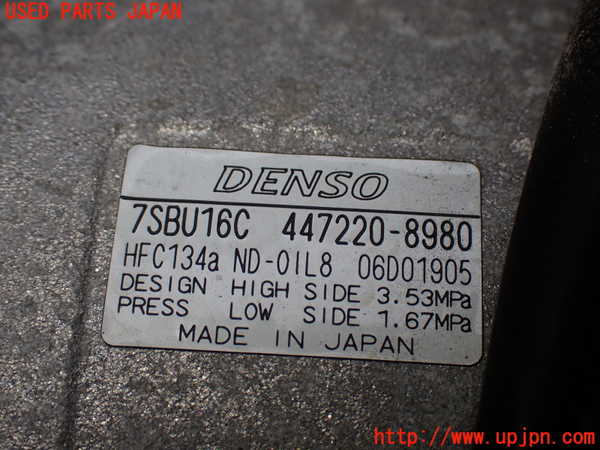 USED PARTS JAPAN
DENSO
7SBU16C 447220-8980
HFC134a ND-OIL8 06D01905
DESIGN HIGH SIDE 3.53MPa
PRESS LOW SIDE 1.67MPa
MADE IN JAPAN
http://www.upjpn.com/